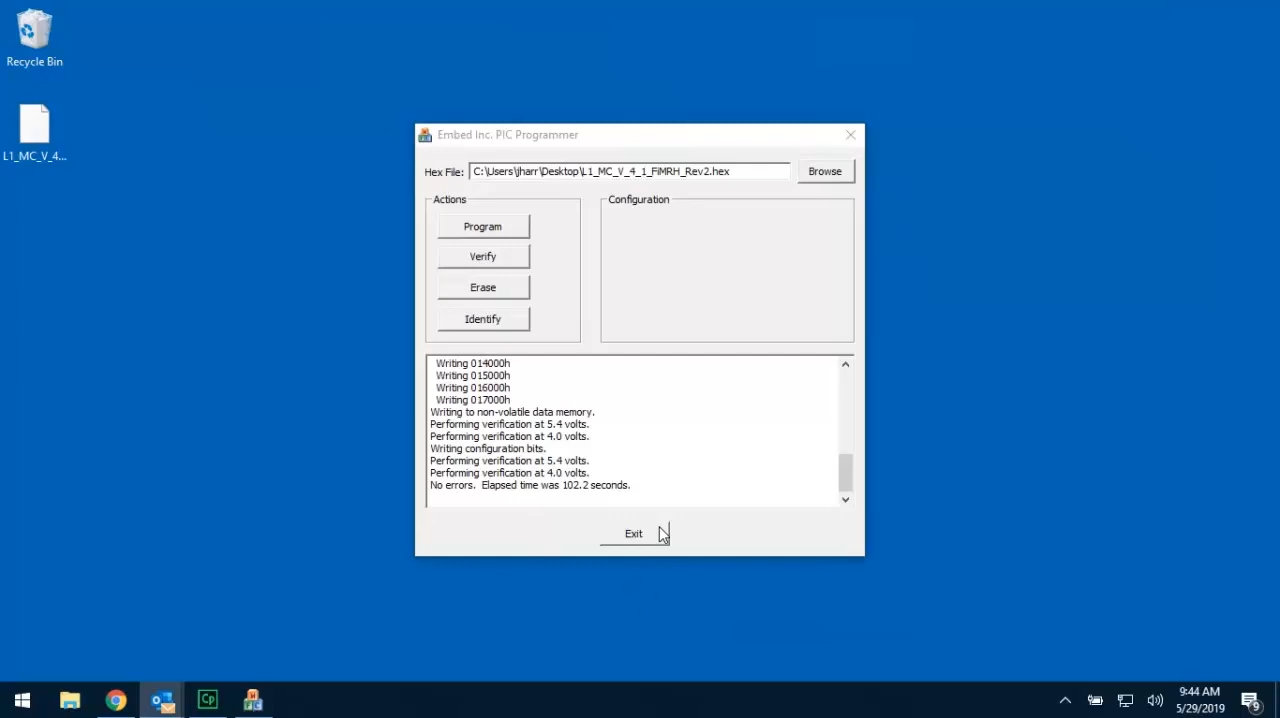 Recycle Bin
L1_MC_V_4...
Embed Inc. PIC Programmer
Hex File: C:\Users\jharr\Desktop\L1_MC_V_4_1_FiMRH_Rev2.hex Browse
Actions
Configuration
Program
Verify
Erase
Identify
Writing 014000h
Writing 015000h
Writing 016000h
Writing 017000h
Writing to non-volatile data memory.
Performing verification at 5.4 volts.
Performing verification at 4.0 volts.
Writing configuration bits.
Performing verification at 5.4 volts.
Performing verification at 4.0 volts.
No errors.  Elapsed time was 102.2 seconds.
Exit
Cp
9:44 AM
5/29/2019
9